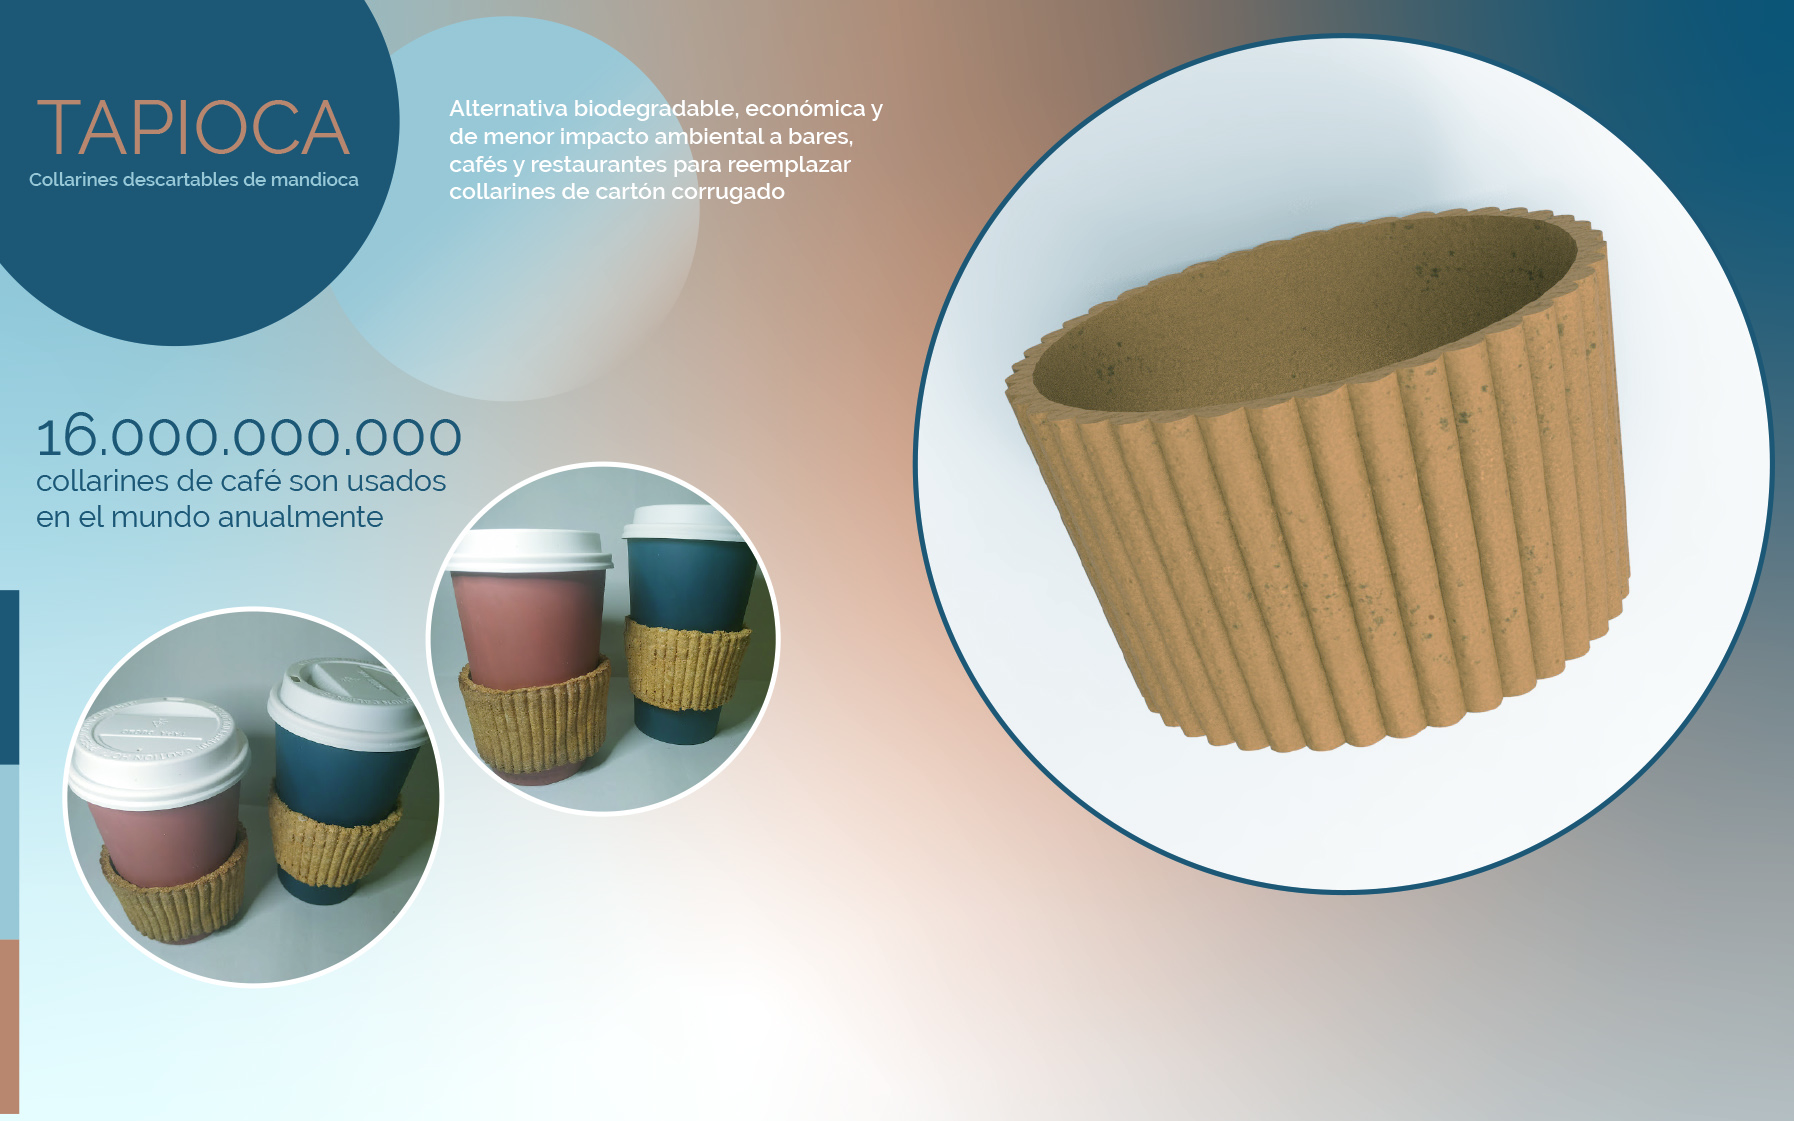 TAPIOCA
Collarines descartables de mandioca
Alternativa biodegradable, económica y
de menor impacto ambiental a bares,
cafés y restaurantes para reemplazar
collarines de cartón corrugado
16.000.000.000
collarines de café son usados
en el mundo anualmente